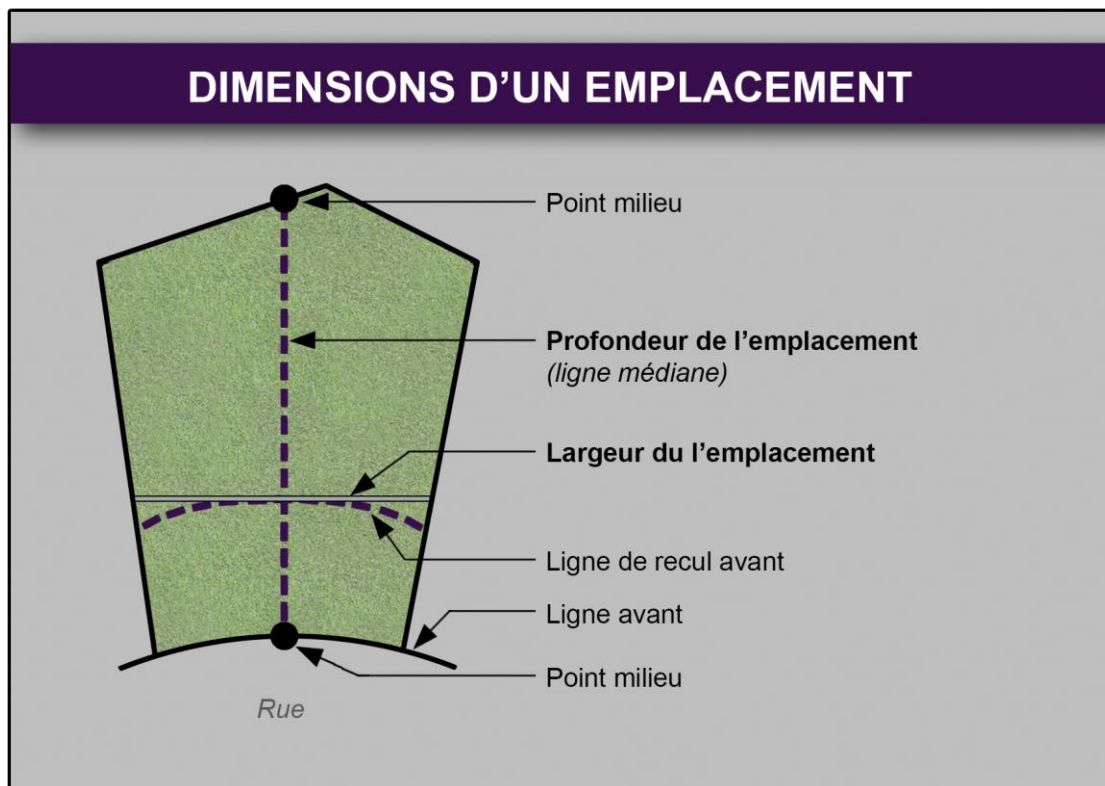 DIMENSIONS D’UN EMPLACEMENT
Point milieu
Profondeur de l’emplacement
(ligne médiane)
Largeur du l’emplacement
Ligne de recul avant
Ligne avant
Point milieu
Rue